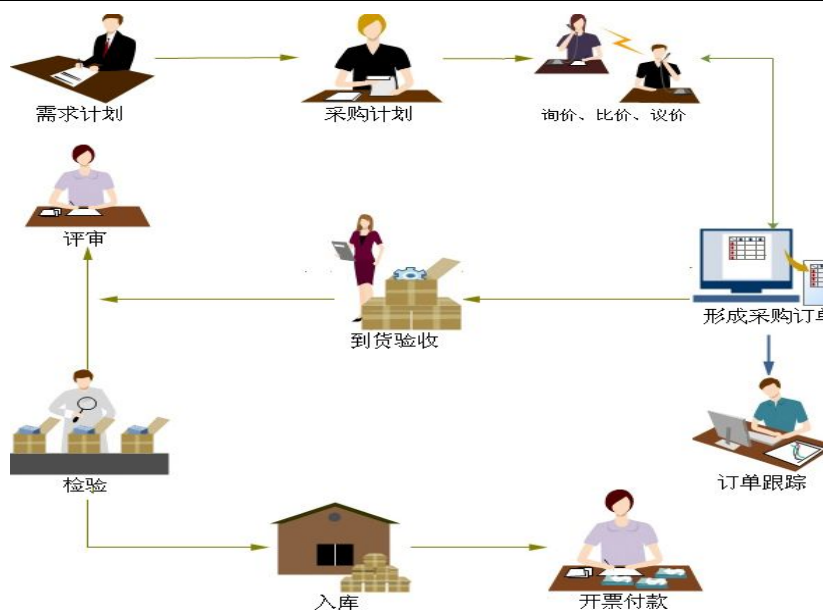 需求计划
采购计划
询价、比价、议价
评审
到货验收
形成采购订单
检验
订单跟踪
入库
开票付款